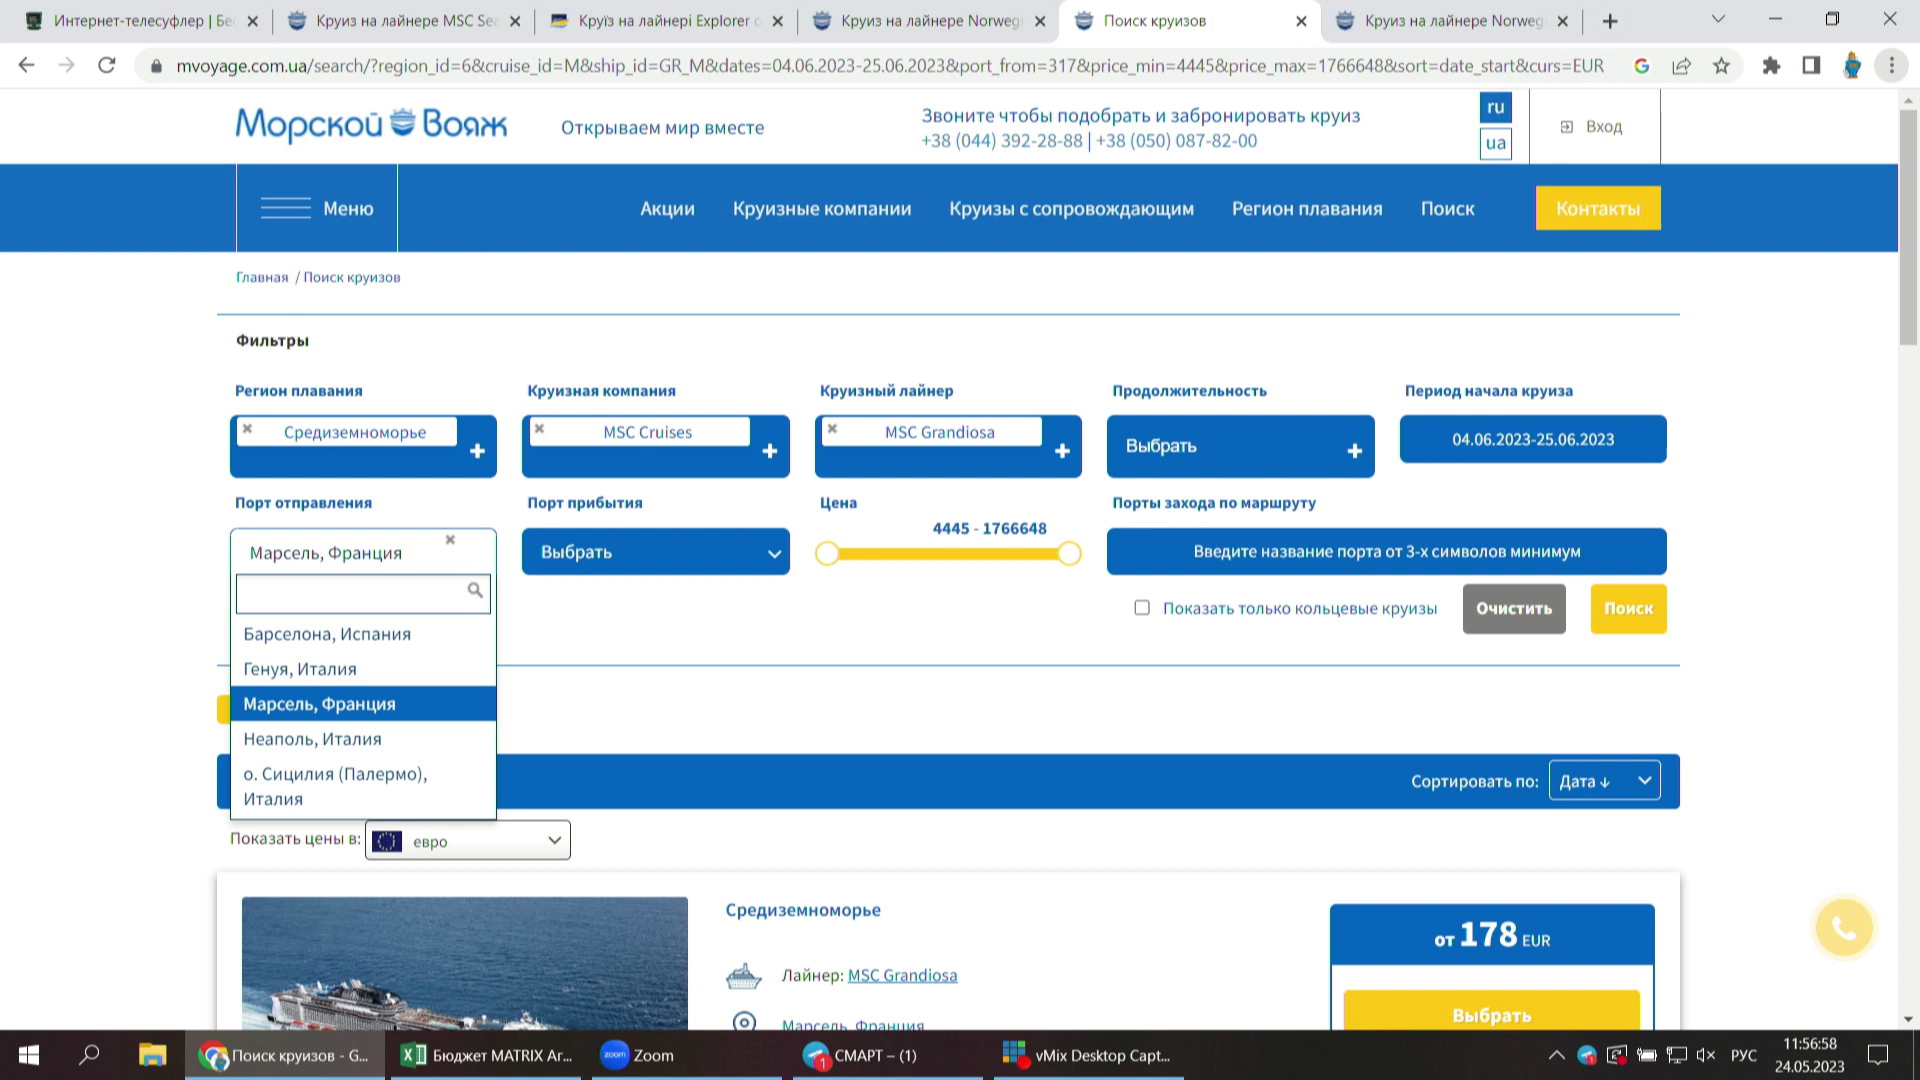 Интернет-телесуфлер | Бе
Круиз на лайнере MSC Sea
Круїз на лайнері Explorer o
Круиз на лайнере Norweg
Поиск круизов
Круиз на лайнере Norweg
mvoyage.com.ua/search/?region_id=6&cruise_id=M&ship_id=GR_M&dates=04.06.2023-25.06.2023&port_from=317&price_min=4445&price_max=1766648&sort=date_start&curs=EUR
Морской Вояж
Открываем мир вместе
Звоните чтобы подобрать и забронировать круиз
+38 (044) 392-28-88 | +38 (050) 087-82-00
ru
ua
Вход
Меню
Акции
Круизные компании
Круизы с сопровождающим
Регион плавания
Поиск
Контакты
Главная / Поиск круизов
Фильтры
Регион плавания
Круизная компания
Круизный лайнер
Продолжительность
Период начала круиза
Средиземноморье
MSC Cruises
MSC Grandiosa
Выбрать
04.06.2023-25.06.2023
Порт отправления
Порт прибытия
Цена
Порты захода по маршруту
4445 - 1766648
Марсель, Франция
Выбрать
Введите название порта от 3-х символов минимум
Показать только кольцевые круизы
Очистить
Поиск
Барселона, Испания
Генуя, Италия
Марсель, Франция
Неаполь, Италия
о. Сицилия (Палермо),
Италия
Сортировать по:
Дата ↓
Показать цены в:
евро
Средиземноморье
от 178 EUR
Лайнер: MSC Grandiosa
Выбрать
Марсель, Франция
Поиск круизов - G...
Бюджет MATRIX Ar...
zoom
Zoom
1
СМАРТ – (1)
vMix Desktop Capt...
РУС
11:56:58
24.05.2023